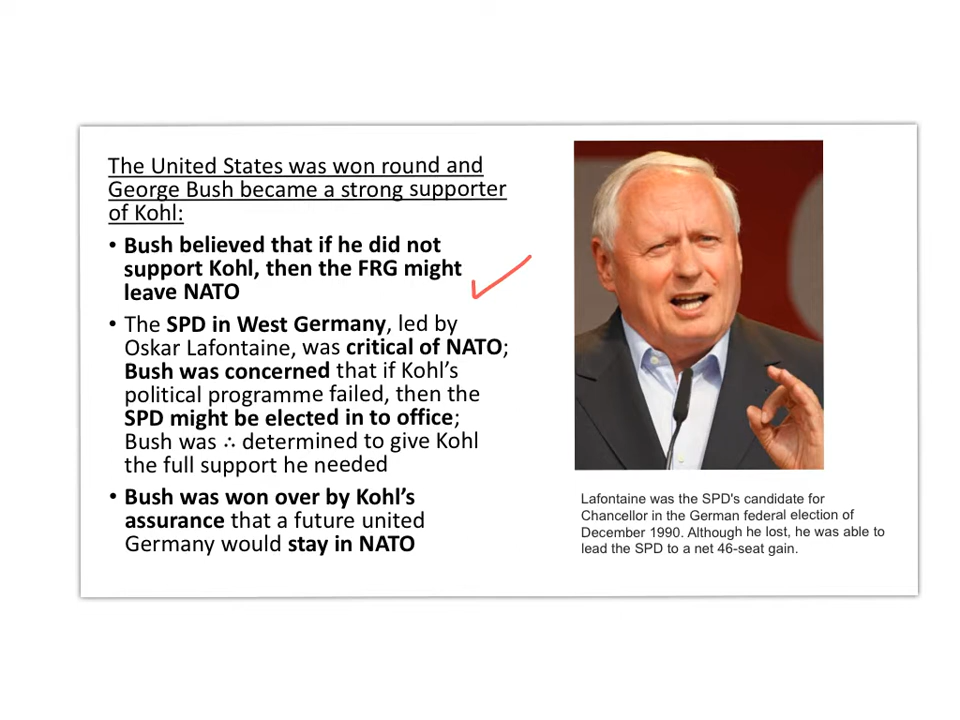 The United States was won round and
George Bush became a strong supporter
of Kohl:
• Bush believed that if he did not
support Kohl, then the FRG might
leave NATO
• The SPD in West Germany, led by
Oskar Lafontaine, was critical of NATO;
Bush was concerned that if Kohl’s
political programme failed, then the
SPD might be elected in to office;
Bush was ∴ determined to give Kohl
the full support he needed
• Bush was won over by Kohl’s
assurance that a future united
Germany would stay in NATO
Lafontaine was the SPD's candidate for
Chancellor in the German federal election of
December 1990. Although he lost, he was able to
lead the SPD to a net 46-seat gain.